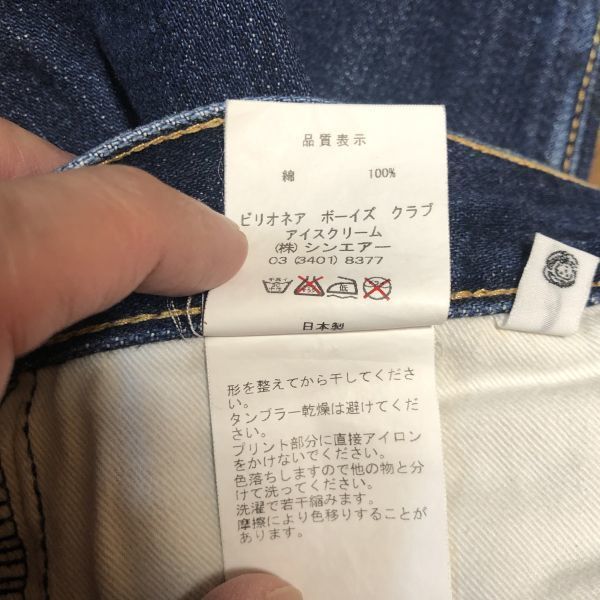 品質表示
綿 100%
ビリオネア ボーイズ クラブ
アイスクリーム
(株) シンエアー
03 (3401) 8377
低
日本製
形を整えてから干してくださ
い。
タンブラー乾燥は避けてくだ
さい。
プリント部分に直接アイロン
をかけないでください。
色落ちしますので他の物と分
けて洗ってください。
洗濯で若干縮みます。
摩擦により色移りすることが
あります。